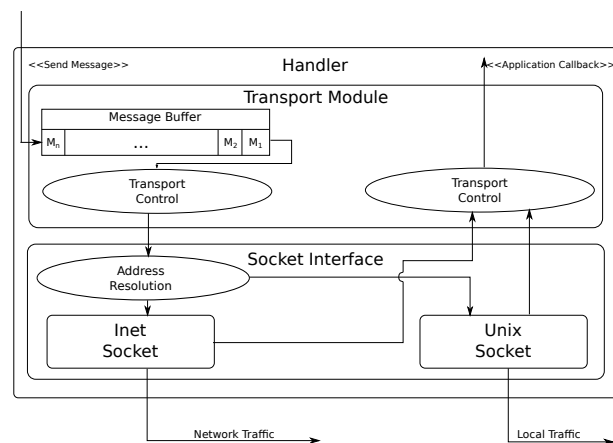 <<Send Message>>
Handler
<<Application Callback>>
Transport Module
Message Buffer
Mn
...
M2
M1
Transport
Control
Transport
Control
Socket Interface
Address
Resolution
Inet
Socket
Unix
Socket
Network Traffic
Local Traffic